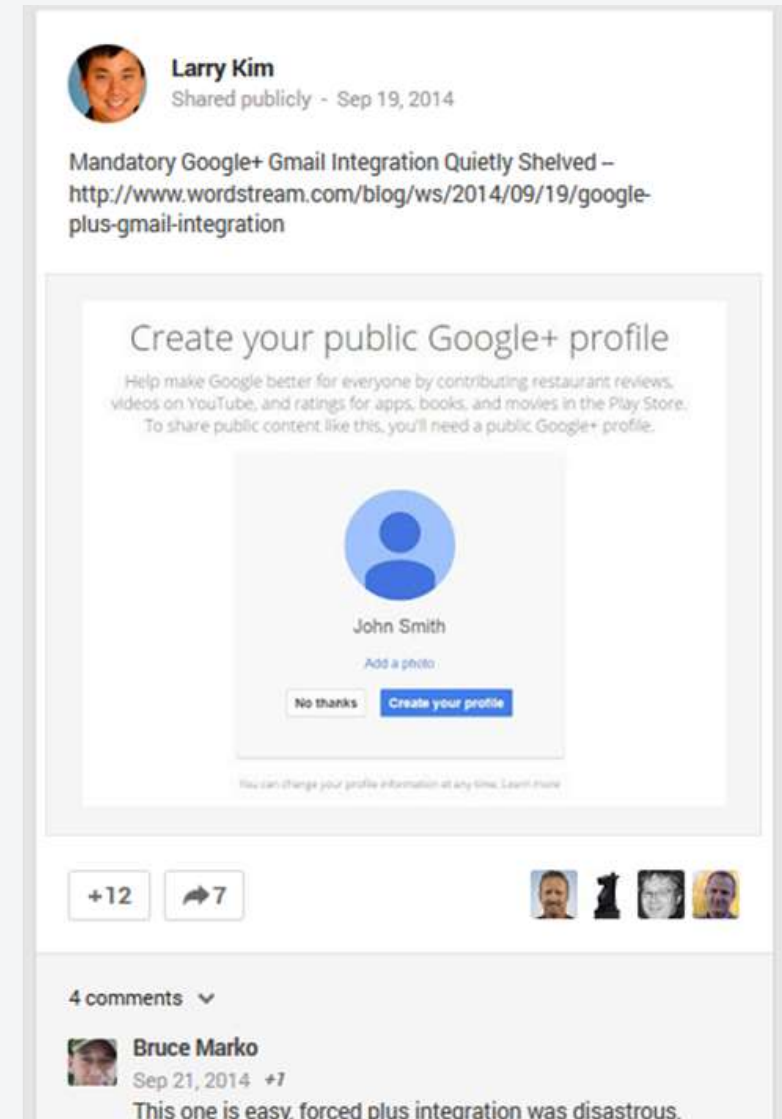 Larry Kim
Shared publicly - Sep 19, 2014
Mandatory Google+ Gmail Integration Quietly Shelved –
http://www.wordstream.com/blog/ws/2014/09/19/google-
plus-gmail-integration
Create your public Google+ profile
Help make Google better for everyone by contributing restaurant reviews,
videos on YouTube, and ratings for apps, books, and movies in the Play Store.
To share public content like this, you'll need a public Google+ profile.
John Smith
Add a photo
No thanks
Create your profile
You can change your profile information at any time. Learn more
+12
7
4 comments
Bruce Marko
Sep 21, 2014 +1
This one is easy, forced plus integration was disastrous.